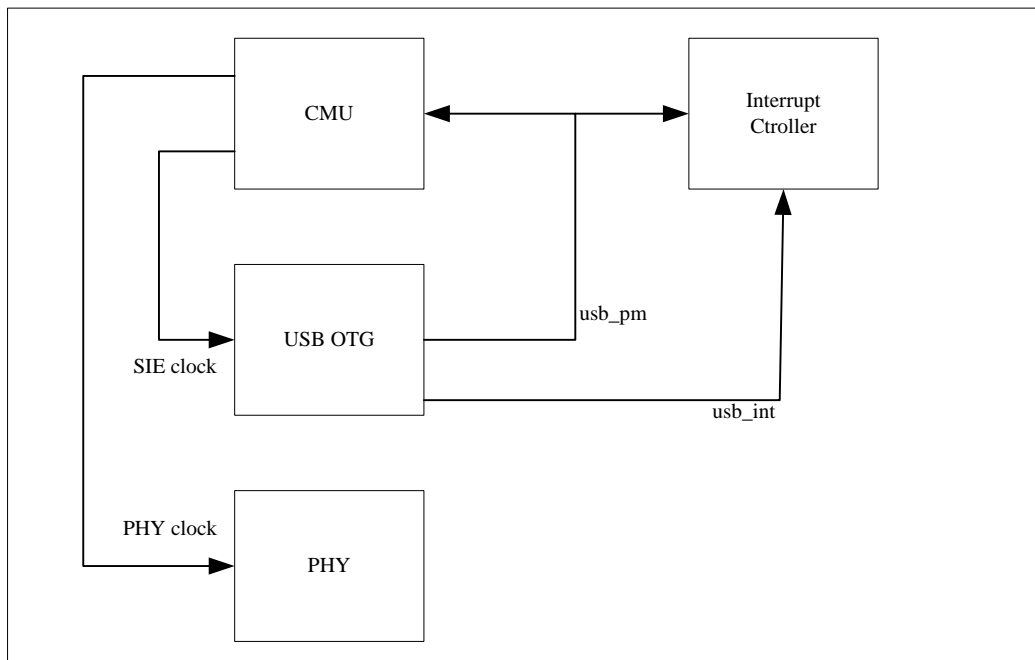 CMU
Interrupt
Ctroller
usb_pm
USB OTG
SIE clock
usb_int
PHY clock
PHY